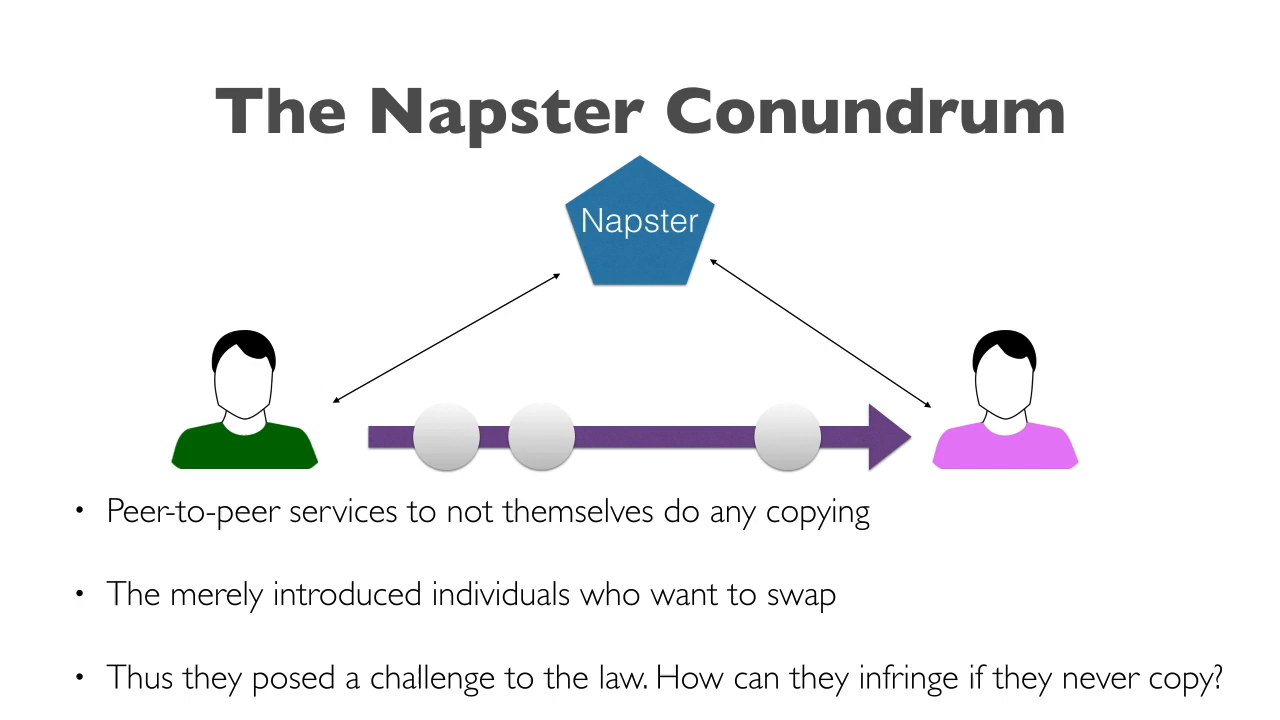 The Napster Conundrum
Napster
• Peer-to-peer services to not themselves do any copying
• The merely introduced individuals who want to swap
• Thus they posed a challenge to the law. How can they infringe if they never copy?